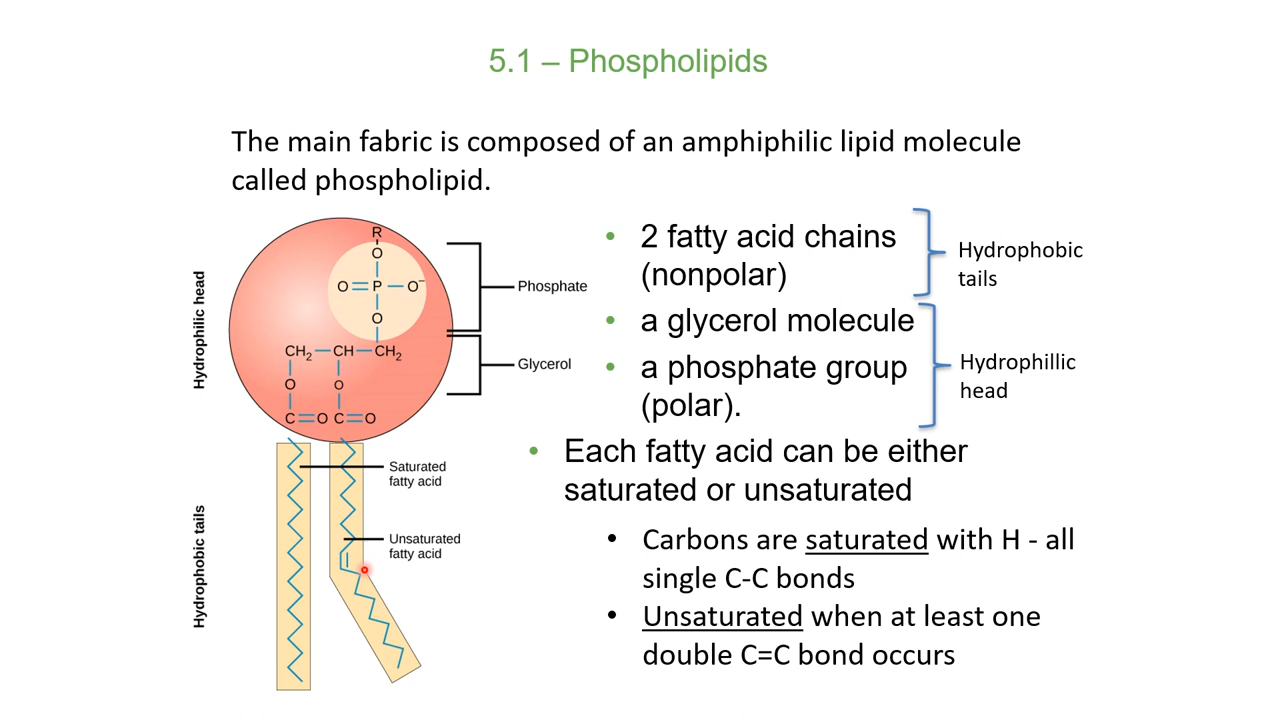 5.1 – Phospholipids
The main fabric is composed of an amphiphilic lipid molecule
called phospholipid.
Hydrophilic head
R
O
O P O–
O
CH2 CH CH2
O O
C O C O
Phosphate
Glycerol
Hydrophobic tails
Saturated
fatty acid
Unsaturated
fatty acid
• 2 fatty acid chains
(nonpolar)
Hydrophobic
tails
• a glycerol molecule
• a phosphate group
(polar).
Hydrophillic
head
• Each fatty acid can be either
saturated or unsaturated
• Carbons are saturated with H - all
single C-C bonds
• Unsaturated when at least one
double C=C bond occurs